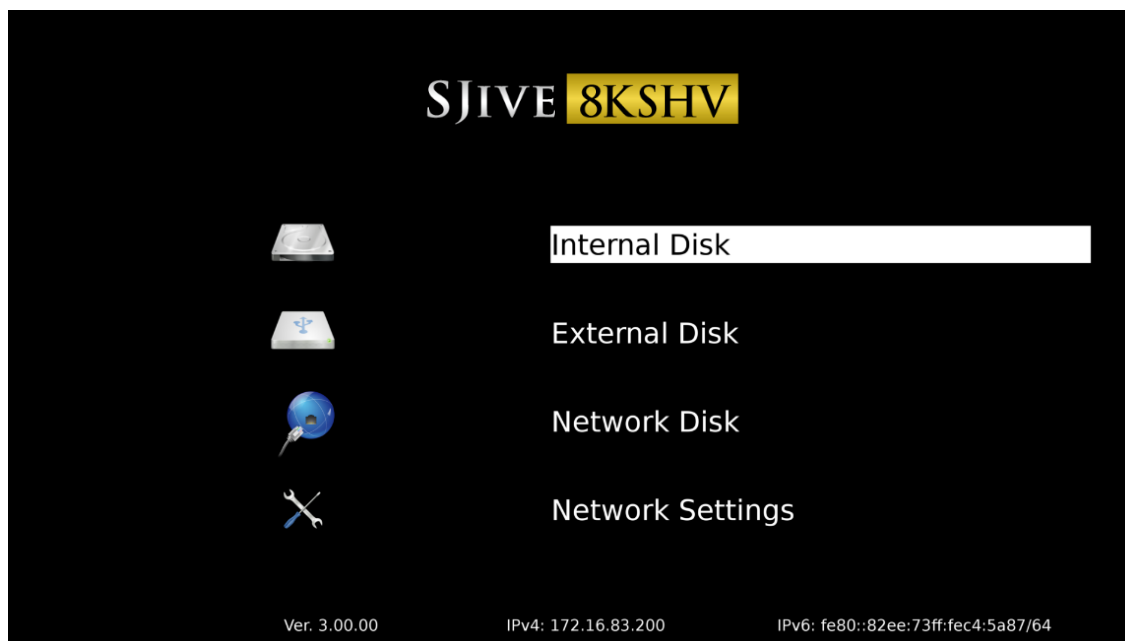 SJIVE 8KSHV
Internal Disk
External Disk
Network Disk
Network Settings
Ver. 3.00.00 IPv4: 172.16.83.200 IPv6: fe80::82ee:73ff:fec4:5a87/64